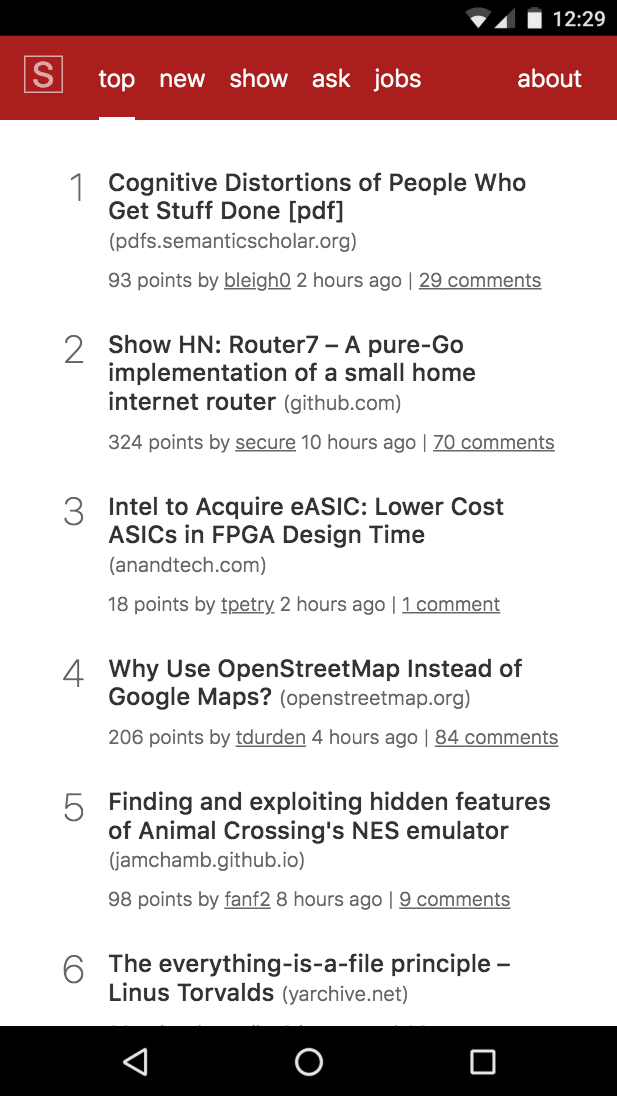 12:29
S top new show ask jobs about
1 Cognitive Distortions of People Who
Get Stuff Done [pdf]
(pdfs.semanticscholar.org)
93 points by bleigh0 2 hours ago | 29 comments
2 Show HN: Router7 – A pure-Go
implementation of a small home
internet router (github.com)
324 points by secure 10 hours ago | 70 comments
3 Intel to Acquire eASIC: Lower Cost
ASICs in FPGA Design Time
(anandtech.com)
18 points by tpetry 2 hours ago | 1 comment
4 Why Use OpenStreetMap Instead of
Google Maps? (openstreetmap.org)
206 points by tdurden 4 hours ago | 84 comments
5 Finding and exploiting hidden features
of Animal Crossing's NES emulator
(jamchamb.github.io)
98 points by fanf2 8 hours ago | 9 comments
6 The everything-is-a-file principle –
Linus Torvalds (yarchive.net)